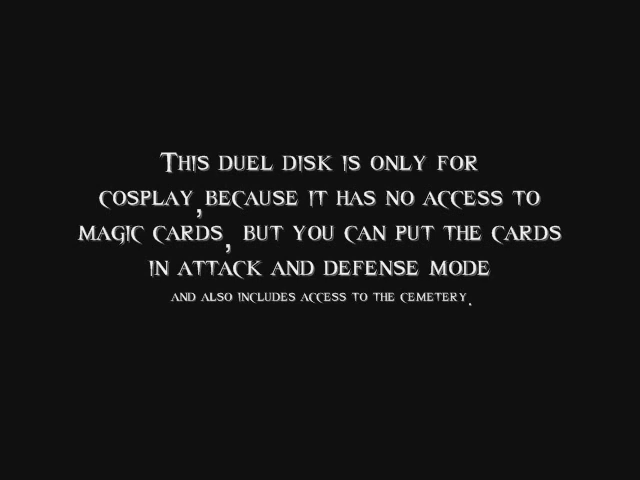 This duel disk is only for
cosplay,because it has no access to
magic cards, but you can put the cards
in attack and defense mode
and also includes access to the cemetery.